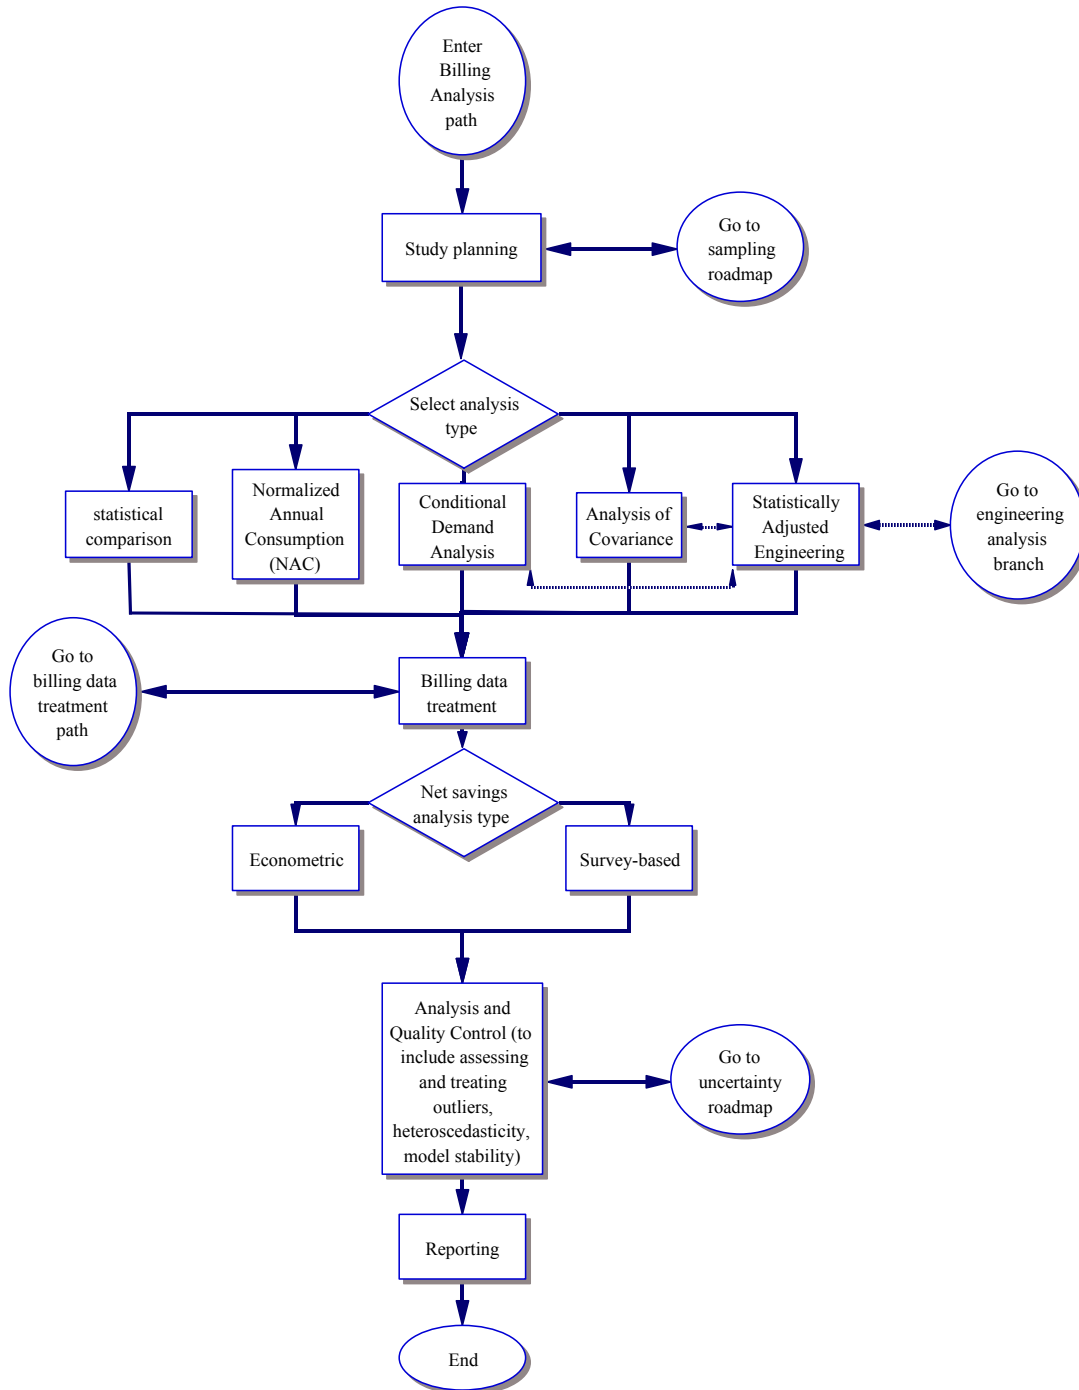 Enter
Billing
Analysis
path
Study planning
Go to
sampling
roadmap
Select analysis
type
statistical
comparison
Normalized
Annual
Consumption
(NAC)
Conditional
Demand
Analysis
Analysis of
Covariance
Statistically
Adjusted
Engineering
Go to
engineering
analysis
branch
Go to
billing data
treatment
path
Billing data
treatment
Net savings
analysis type
Econometric
Survey-based
Analysis and
Quality Control (to
include assessing
and treating
outliers,
heteroscedasticity,
model stability)
Go to
uncertainty
roadmap
Reporting
End